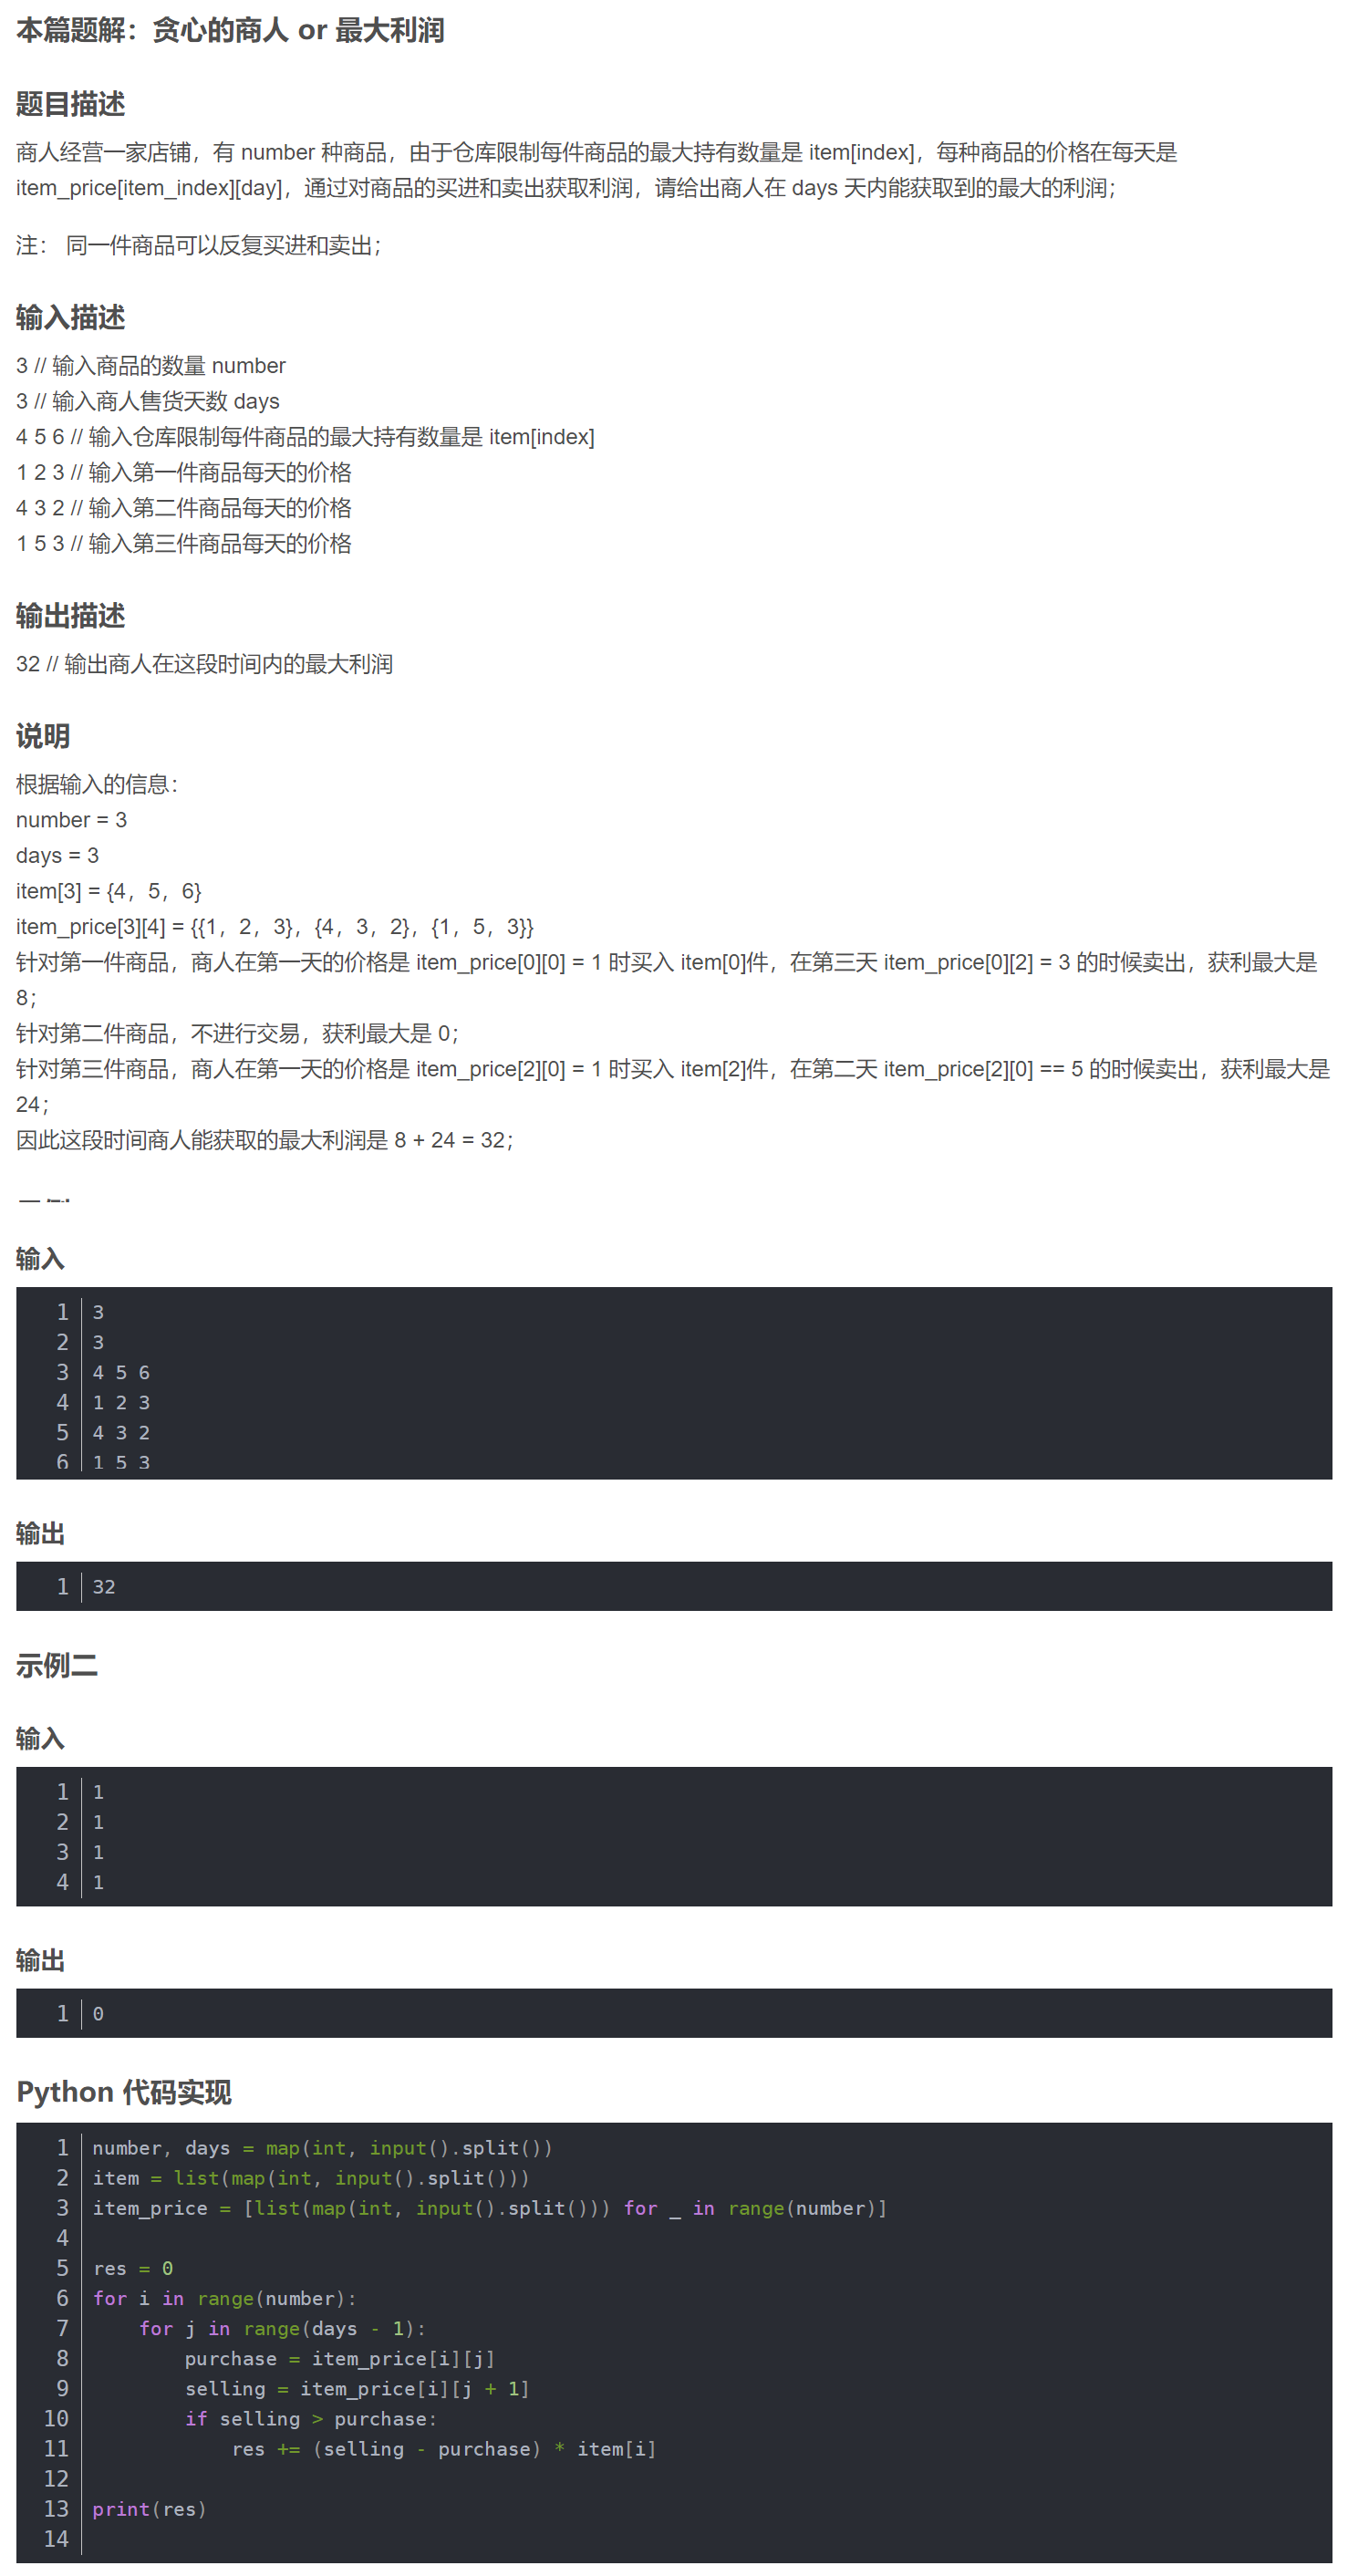 本篇题解：贪心的商人 or 最大利润
题目描述
商人经营一家店铺，有 number 种商品，由于仓库限制每件商品的最大持有数量是 item[index]，每种商品的价格在每天是
item_price[item_index][day]，通过对商品的买进和卖出获取利润，请给出商人在 days 天内能获取到的最大的利润；
注： 同一件商品可以反复买进和卖出；
输入描述
3 // 输入商品的数量 number
3 // 输入商人售货天数 days
4 5 6 // 输入仓库限制每件商品的最大持有数量是 item[index]
1 2 3 // 输入第一件商品每天的价格
4 3 2 // 输入第二件商品每天的价格
1 5 3 // 输入第三件商品每天的价格
输出描述
32 // 输出商人在这段时间内的最大利润
说明
根据输入的信息：
number = 3
days = 3
item[3] = {4，5，6}
item_price[3][4] = {{1，2，3}，{4，3，2}，{1，5，3}}
针对第一件商品，商人在第一天的价格是 item_price[0][0] = 1 时买入 item[0]件，在第三天 item_price[0][2] = 3 的时候卖出，获利最大是
8；
针对第二件商品，不进行交易，获利最大是 0；
针对第三件商品，商人在第一天的价格是 item_price[2][0] = 1 时买入 item[2]件，在第二天 item_price[2][0] == 5 的时候卖出，获利最大是
24；
因此这段时间商人能获取的最大利润是 8 + 24 = 32；
输入
1 3
2 3
3 4 5 6
4 1 2 3
5 4 3 2
6 1 5 3
输出
1 32
示例二
输入
1 1
2 1
3 1
4 1
输出
1 0
Python 代码实现
1 number, days = map(int, input().split())
2 item = list(map(int, input().split()))
3 item_price = [list(map(int, input().split())) for _ in range(number)]
4
5 res = 0
6 for i in range(number):
7     for j in range(days - 1):
8         purchase = item_price[i][j]
9         selling = item_price[i][j + 1]
10         if selling > purchase:
11             res += (selling - purchase) * item[i]
12
13 print(res)
14